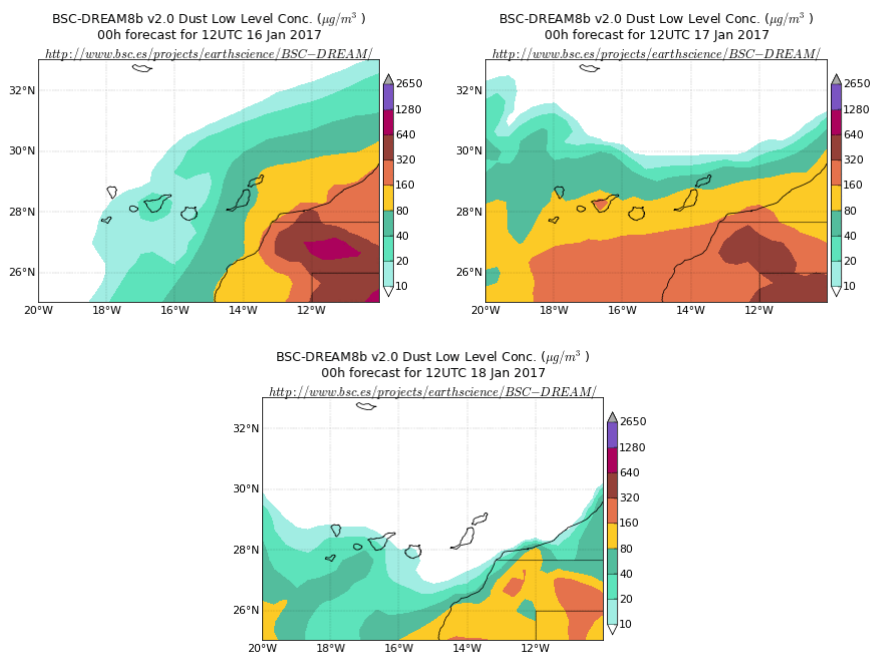 BSC-DREAM8b v2.0 Dust Low Level Conc. (μg/m³ )
00h forecast for 12UTC 16 Jan 2017
http://www.bsc.es/projects/earthscience/BSC−DREAM/
32°N
30°N
28°N
26°N
20°W 18°W 16°W 14°W 12°W
2650
1280
640
320
160
80
40
20
10
BSC-DREAM8b v2.0 Dust Low Level Conc. (μg/m³ )
00h forecast for 12UTC 17 Jan 2017
http://www.bsc.es/projects/earthscience/BSC−DREAM/
32°N
30°N
28°N
26°N
20°W 18°W 16°W 14°W 12°W
2650
1280
640
320
160
80
40
20
10
BSC-DREAM8b v2.0 Dust Low Level Conc. (μg/m³ )
00h forecast for 12UTC 18 Jan 2017
http://www.bsc.es/projects/earthscience/BSC−DREAM/
32°N
30°N
28°N
26°N
20°W 18°W 16°W 14°W 12°W
2650
1280
640
320
160
80
40
20
10